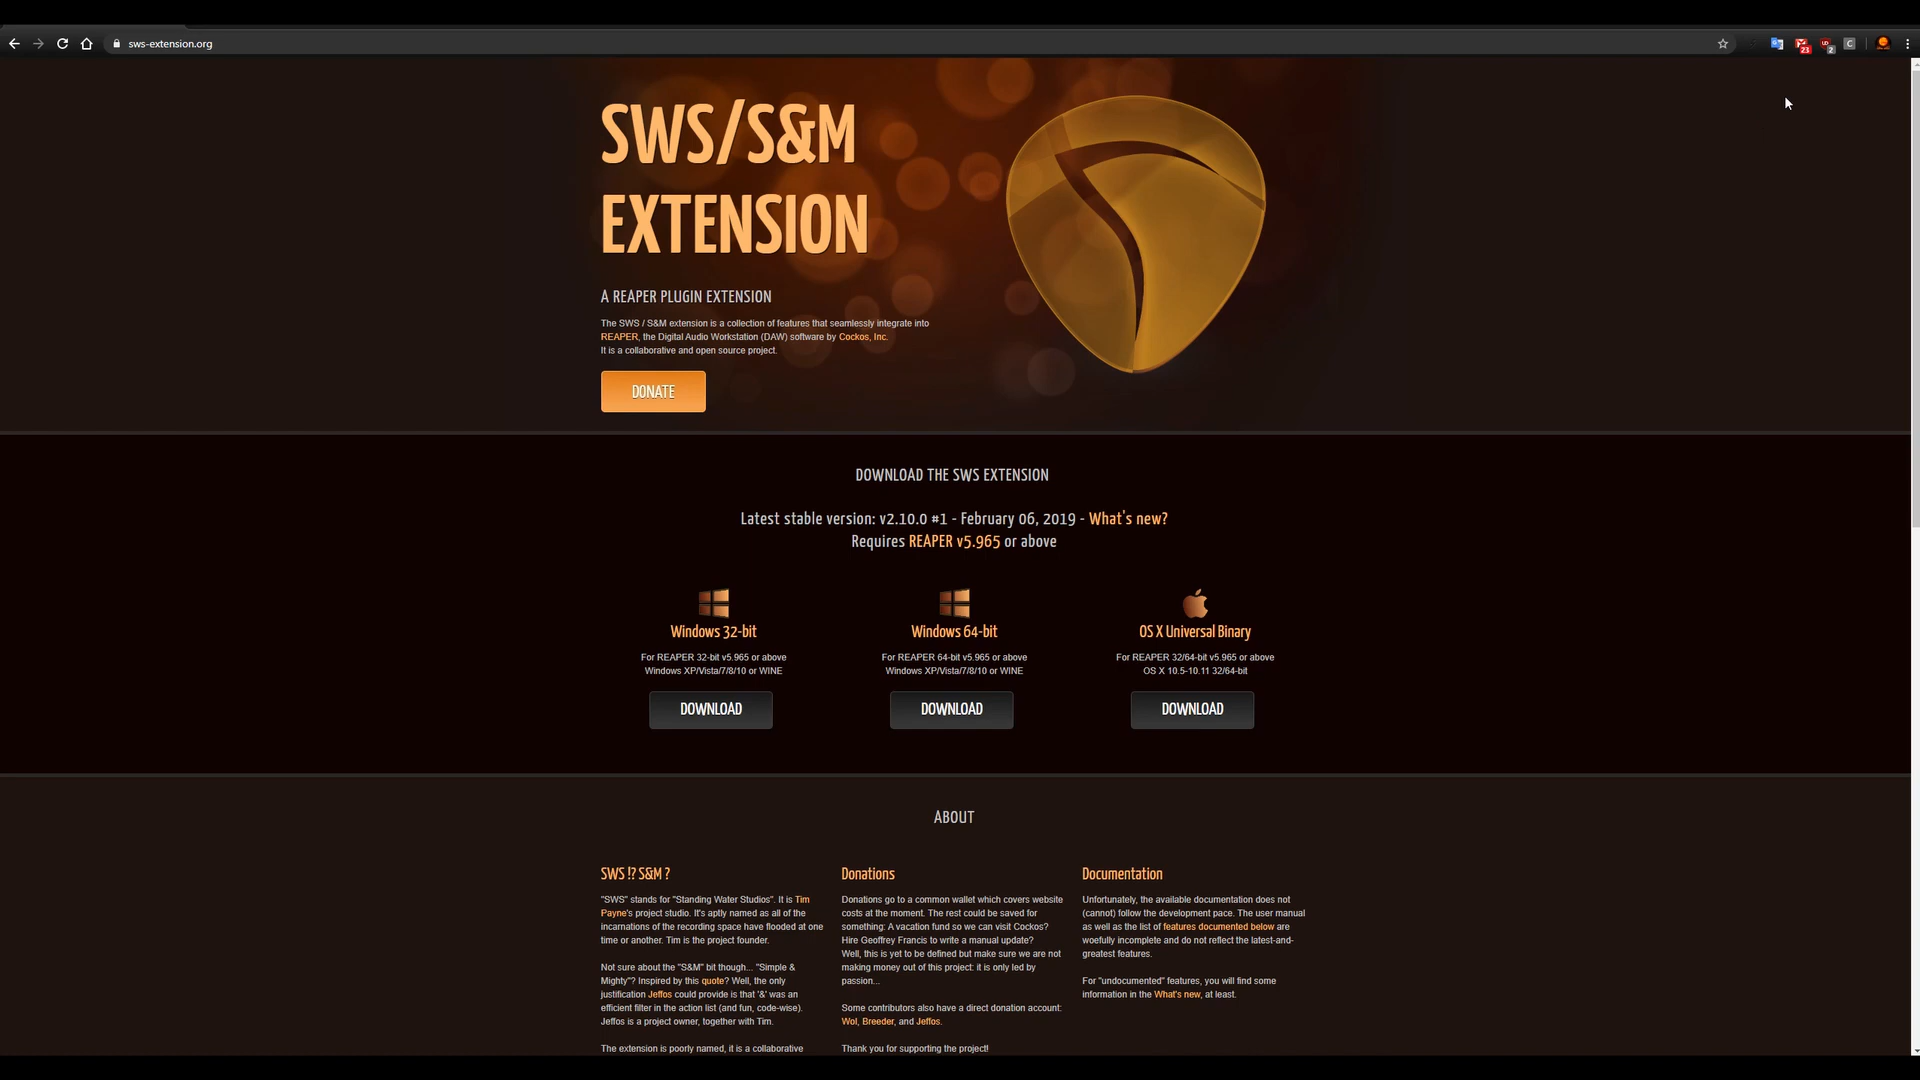 sws-extension.org
23
2
SWS/S&M
EXTENSION
A REAPER PLUGIN EXTENSION
The SWS / S&M extension is a collection of features that seamlessly integrate into
REAPER, the Digital Audio Workstation (DAW) software by Cockos, Inc.
It is a collaborative and open source project.
DONATE
DOWNLOAD THE SWS EXTENSION
Latest stable version: v2.10.0 #1 - February 06, 2019 - What's new?
Requires REAPER v5.965 or above
Windows 32-bit
For REAPER 32-bit v5.965 or above
Windows XP/Vista/7/8/10 or WINE
DOWNLOAD
Windows 64-bit
For REAPER 64-bit v5.965 or above
Windows XP/Vista/7/8/10 or WINE
DOWNLOAD
OS X Universal Binary
For REAPER 32/64-bit v5.965 or above
OS X 10.5-10.11 32/64-bit
DOWNLOAD
ABOUT
SWS !? S&M ?
"SWS" stands for "Standing Water Studios". It is Tim
Payne's project studio. It's aptly named as all of the
incarnations of the recording space have flooded at one
time or another. Tim is the project founder.
Not sure about the "S&M" bit though... "Simple &
Mighty"? Inspired by this quote? Well, the only
justification Jeffos could provide is that '&' was an
efficient filter in the action list (and fun, code-wise).
Jeffos is a project owner, together with Tim.
The extension is poorly named, it is a collaborative
Donations
Donations go to a common wallet which covers website
costs at the moment. The rest could be saved for
something: A vacation fund so we can visit Cockos?
Hire Geoffrey Francis to write a manual update?
Well, this is yet to be defined but make sure we are not
making money out of this project: it is only led by
passion...
Some contributors also have a direct donation account:
Wol, Breeder, and Jeffos.
Thank you for supporting the project!
Documentation
Unfortunately, the available documentation does not
(cannot) follow the development pace. The user manual
as well as the list of features documented below are
woefully incomplete and do not reflect the latest-and-
greatest features.
For "undocumented" features, you will find some
information in the What's new, at least.